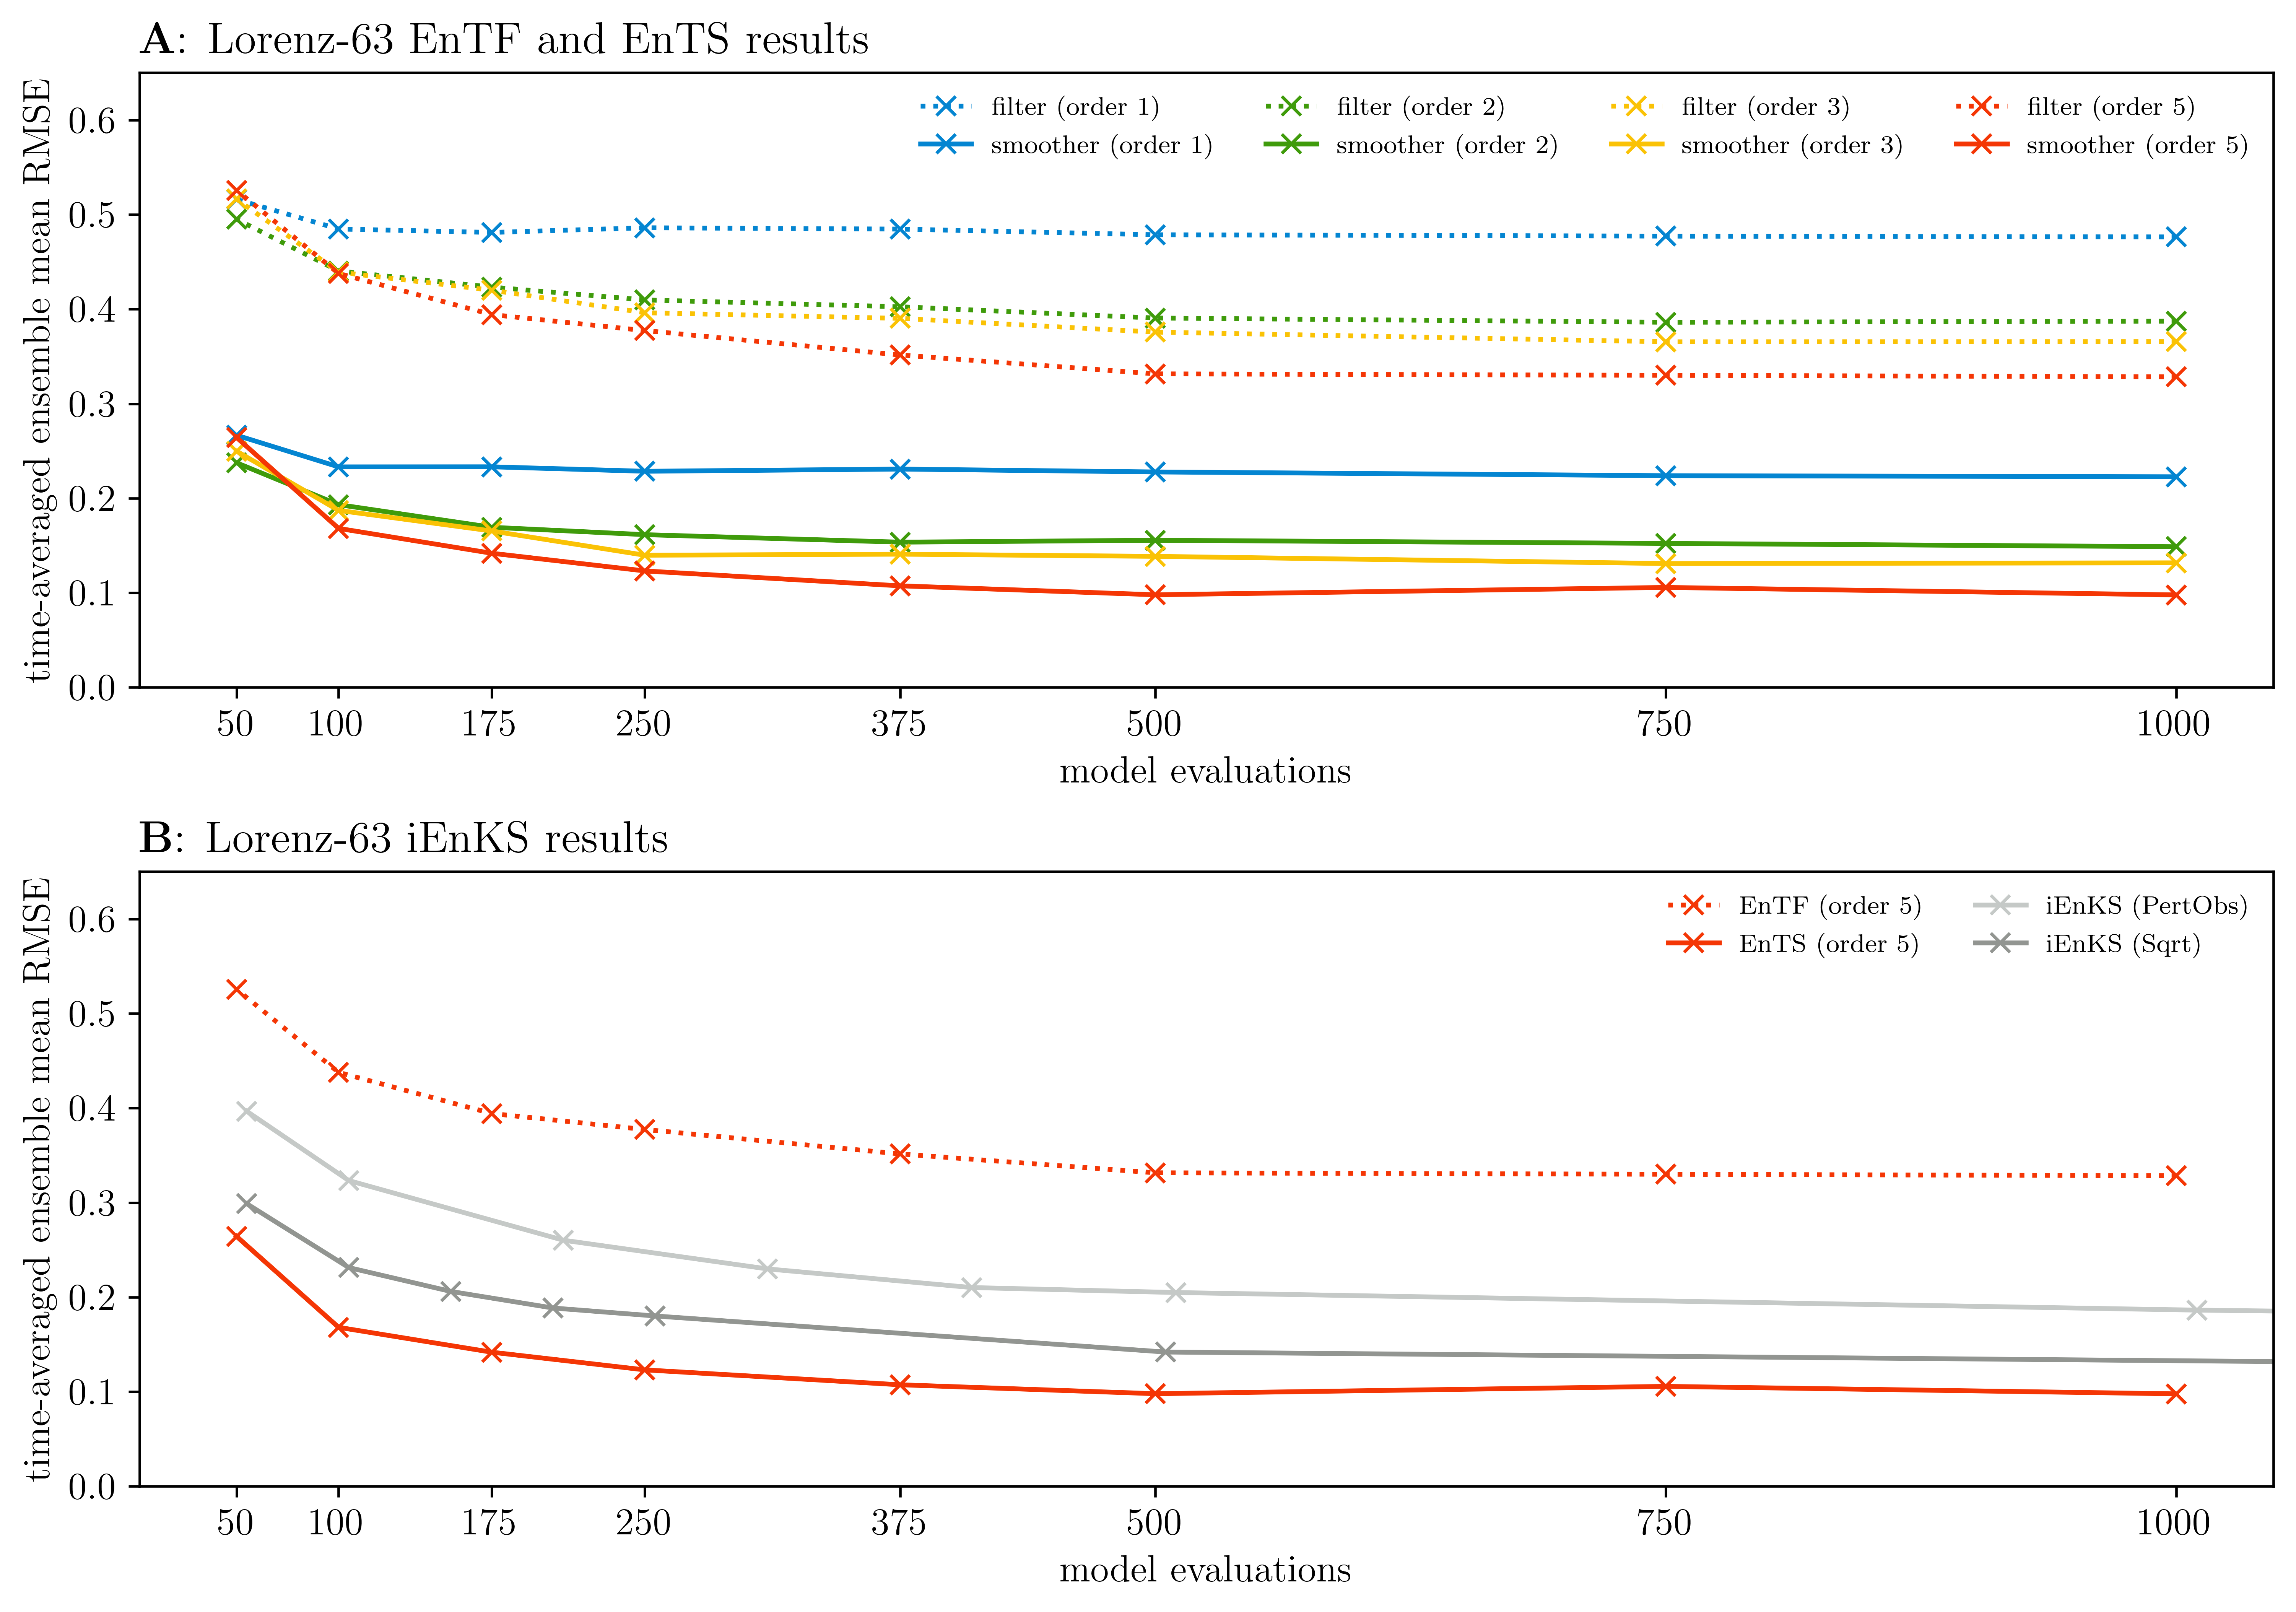 A: Lorenz-63 EnTF and EnTS results
filter (order 1) filter (order 2) filter (order 3) filter (order 5)
smoother (order 1) smoother (order 2) smoother (order 3) smoother (order 5)
time-averaged ensemble mean RMSE
0.6
0.5
0.4
0.3
0.2
0.1
0.0
50 100 175 250 375 500 750 1000
model evaluations
B: Lorenz-63 iEnKS results
EnTF (order 5) iEnKS (PertObs)
EnTS (order 5) iEnKS (Sqrt)
time-averaged ensemble mean RMSE
0.6
0.5
0.4
0.3
0.2
0.1
0.0
50 100 175 250 375 500 750 1000
model evaluations